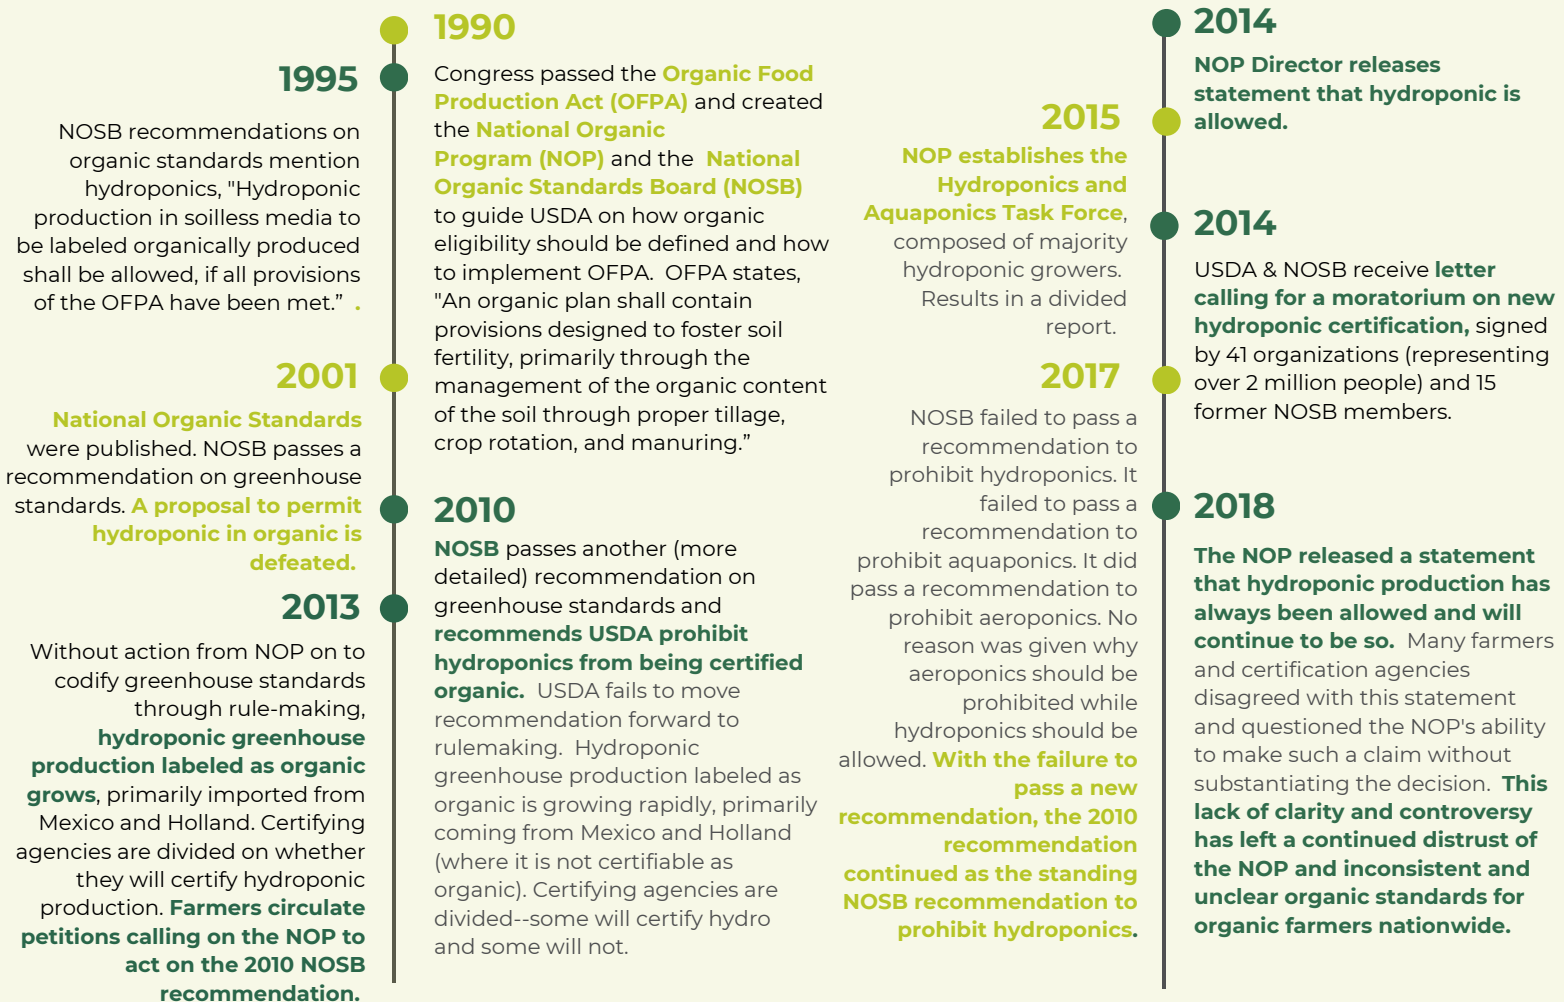 1990
Congress passed the Organic Food
Production Act (OFPA) and created
the National Organic
Program (NOP) and the National
Organic Standards Board (NOSB)
to guide USDA on how organic
eligibility should be defined and how
to implement OFPA. OFPA states,
"An organic plan shall contain
provisions designed to foster soil
fertility, primarily through the
management of the organic content
of the soil through proper tillage,
crop rotation, and manuring.”
1995
NOSB recommendations on
organic standards mention
hydroponics, "Hydroponic
production in soilless media to
be labeled organically produced
shall be allowed, if all provisions
of the OFPA have been met.” .
2001
National Organic Standards
were published. NOSB passes a
recommendation on greenhouse
standards. A proposal to permit
hydroponic in organic is
defeated.
2010
NOSB passes another (more
detailed) recommendation on
greenhouse standards and
recommends USDA prohibit
hydroponics from being certified
organic. USDA fails to move
recommendation forward to
rulemaking. Hydroponic
greenhouse production labeled as
organic is growing rapidly, primarily
coming from Mexico and Holland
(where it is not certifiable as
organic). Certifying agencies are
divided--some will certify hydro
and some will not.
2013
Without action from NOP on to
codify greenhouse standards
through rule-making,
hydroponic greenhouse
production labeled as organic
grows, primarily imported from
Mexico and Holland. Certifying
agencies are divided on whether
they will certify hydroponic
production. Farmers circulate
petitions calling on the NOP to
act on the 2010 NOSB
recommendation.
2014
NOP Director releases
statement that hydroponic is
allowed.
2015
NOP establishes the
Hydroponics and
Aquaponics Task Force,
composed of majority
hydroponic growers.
Results in a divided
report.
2014
USDA & NOSB receive letter
calling for a moratorium on new
hydroponic certification, signed
by 41 organizations (representing
over 2 million people) and 15
former NOSB members.
2017
NOSB failed to pass a
recommendation to
prohibit hydroponics. It
failed to pass a
recommendation to
prohibit aquaponics. It did
pass a recommendation to
prohibit aeroponics. No
reason was given why
aeroponics should be
prohibited while
hydroponics should be
allowed. With the failure to
pass a new
recommendation, the 2010
recommendation
continued as the standing
NOSB recommendation to
prohibit hydroponics.
2018
The NOP released a statement
that hydroponic production has
always been allowed and will
continue to be so. Many farmers
and certification agencies
disagreed with this statement
and questioned the NOP's ability
to make such a claim without
substantiating the decision. This
lack of clarity and controversy
has left a continued distrust of
the NOP and inconsistent and
unclear organic standards for
organic farmers nationwide.